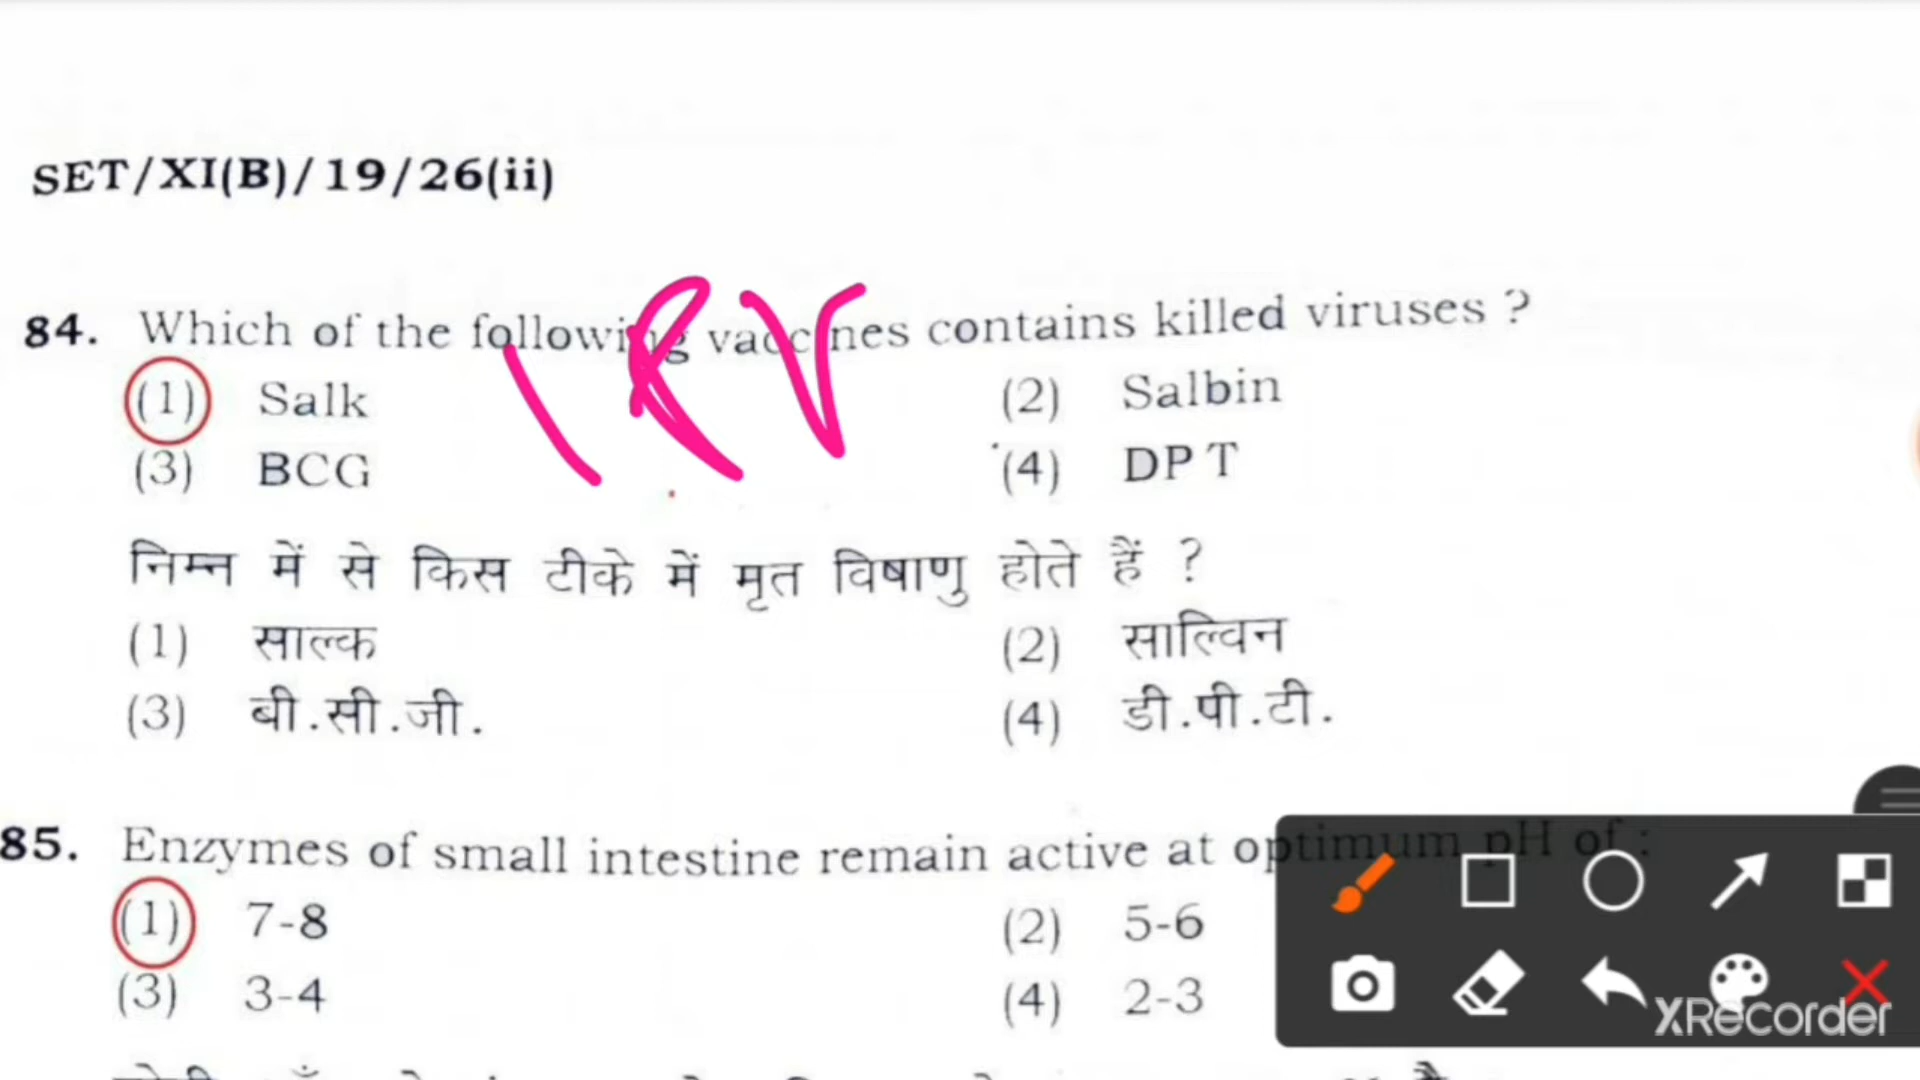 SET/XI(B)/19/26(ii)
84. Which of the following vaccines contains killed viruses ?
(1) Salk (2) Salbin
(3) BCG (4) DPT
निम्न में से किस टीके में मृत विषाणु होते हैं ?
(1) साल्क (2) साल्विन
(3) बी.सी.जी. (4) डी.पी.टी.
85. Enzymes of small intestine remain active at optimum pH of :
(1) 7-8 (2) 5-6
(3) 3-4 (4) 2-3
XRecorder